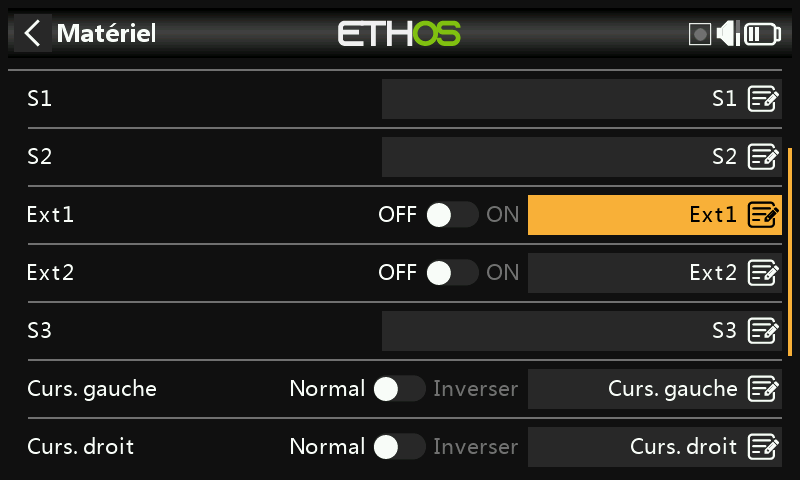 Matériel ETHOS
S1 S1
S2 S2
Ext1 OFF ON Ext1
Ext2 OFF ON Ext2
S3 S3
Curs. gauche Normal Inverser Curs. gauche
Curs. droit Normal Inverser Curs. droit